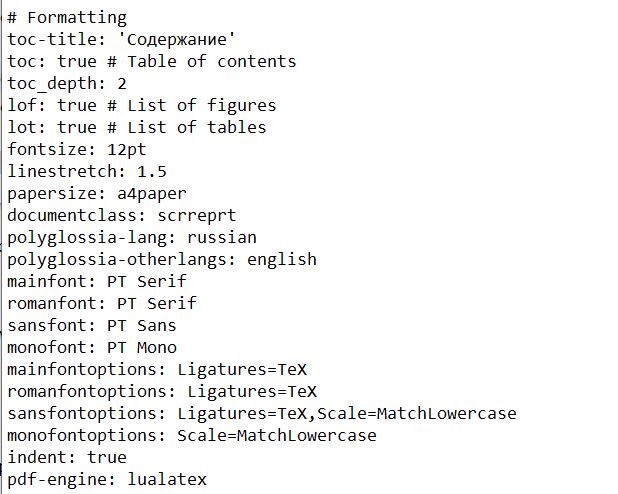 # Formatting
toc-title: 'Содержание'
toc: true # Table of contents
toc_depth: 2
lof: true # List of figures
lot: true # List of tables
fontsize: 12pt
linestretch: 1.5
papersize: a4paper
documentclass: scrreprt
polyglossia-lang: russian
polyglossia-otherlangs: english
mainfont: PT Serif
romanfont: PT Serif
sansfont: PT Sans
monofont: PT Mono
mainfontoptions: Ligatures=TeX
romanfontoptions: Ligatures=TeX
sansfontoptions: Ligatures=TeX,Scale=MatchLowercase
monofontoptions: Scale=MatchLowercase
indent: true
pdf-engine: lualatex